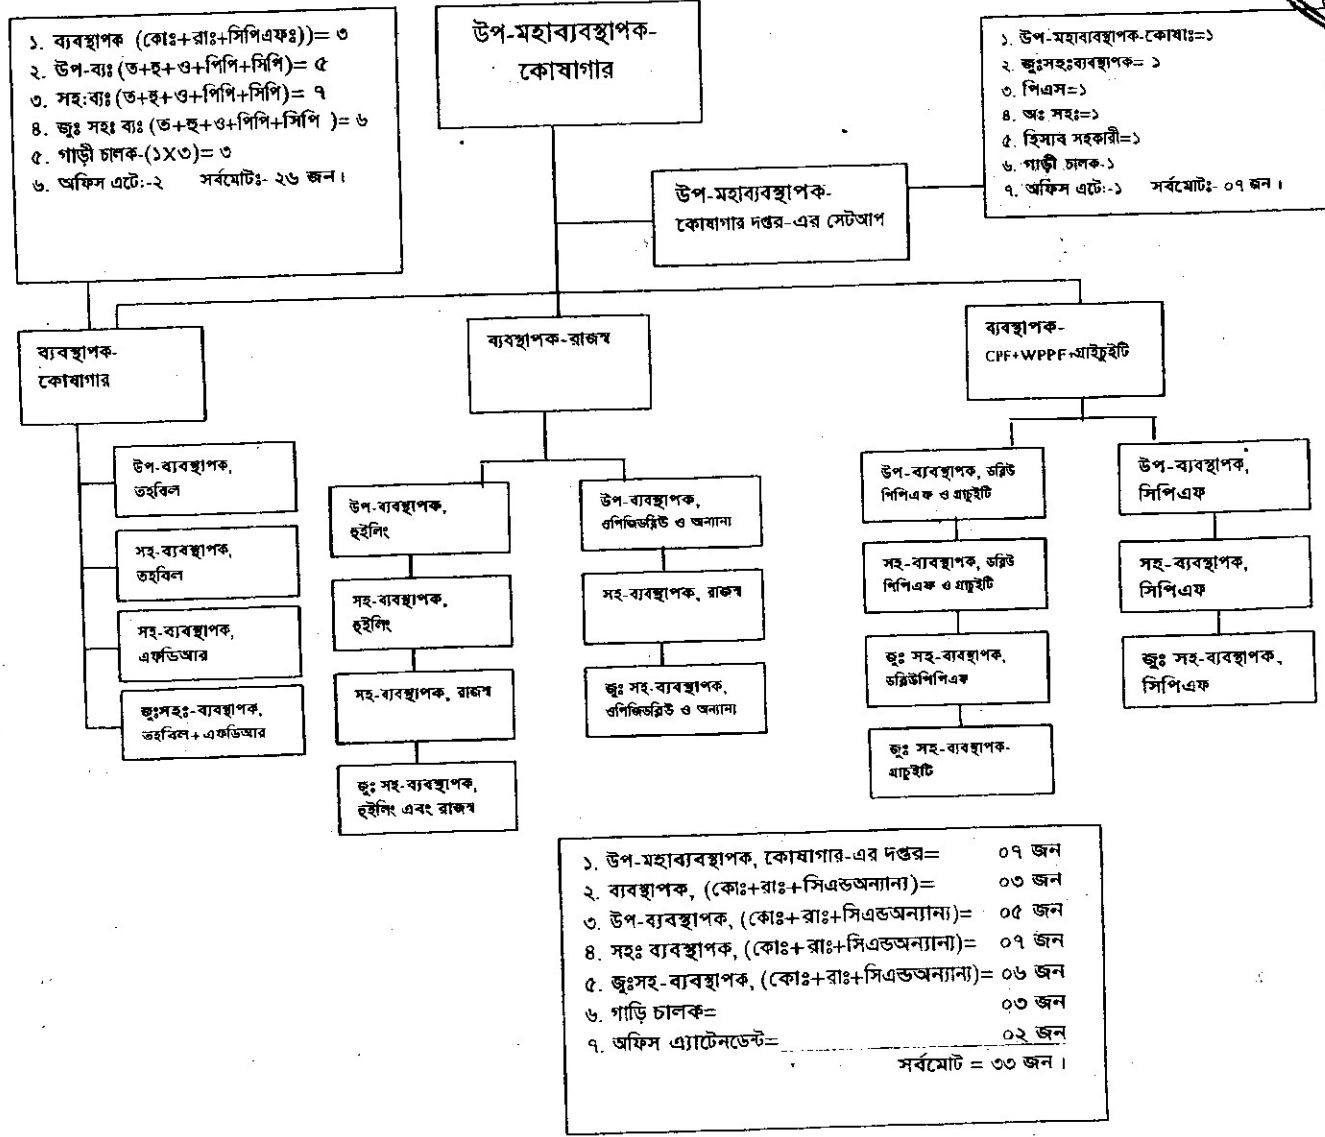 ১. ব্যবস্থাপক (কোঃ+রাঃ+সিপিএফঃ))= ৩
২. উপ-ব্যঃ (ত+হু+ও+পিপি+সিপি)= ৫
৩. সহ:ব্যঃ (ত+হু+ও+পিপি+সিপি)= ৭
৪. জুঃ সহঃ ব্যঃ (ত+হু+ও+পিপি+সিপি )= ৬
৫. গাড়ী চালক-(১X৩)= ৩
৬. অফিস এটে:-২ সর্বমোটঃ- ২৬ জন।
উপ-মহাব্যবস্থাপক-
কোষাগার
১. উপ-মহাব্যবস্থাপক-কোষাঃ=১
২. জুঃসহঃব্যবস্থাপক= ১
৩. পিএস=১
৪. অঃ সহঃ=১
৫. হিসাব সহকারী=১
৬. গাড়ী চালক-১
৭. অফিস এটে:-১ সর্বমোটঃ- ০৭ জন।
উপ-মহাব্যবস্থাপক-
কোষাগার দপ্তর-এর সেটআপ
ব্যবস্থাপক-
কোষাগার
ব্যবস্থাপক-রাজস্ব
ব্যবস্থাপক-
CPF+WPPF+গ্রাইচুইটি
উপ-ব্যবস্থাপক,
তহবিল
সহ-ব্যবস্থাপক,
তহবিল
সহ-ব্যবস্থাপক,
এফডিআর
জুঃসহঃ-ব্যবস্থাপক,
তহবিল+এফডিআর
উপ-ব্যবস্থাপক,
হুইলিং
সহ-ব্যবস্থাপক,
হুইলিং
সহ-ব্যবস্থাপক, রাজস্ব
জুঃ সহ-ব্যবস্থাপক,
হুইলিং এবং রাজস্ব
উপ-ব্যবস্থাপক,
ওপিজিডব্লিউ ও অন্যান্য
সহ-ব্যবস্থাপক, রাজস্ব
জুঃ সহ-ব্যবস্থাপক,
ওপিজিডব্লিউ ও অন্যান্য
উপ-ব্যবস্থাপক, ডব্লিউ
পিপিএফ ও গ্রাচুইটি
সহ-ব্যবস্থাপক, ডব্লিউ
পিপিএফ ও গ্রাচুইটি
জুঃ সহ-ব্যবস্থাপক,
ডব্লিউপিপিএফ
জুঃ সহ-ব্যবস্থাপক-
গ্রাচুইটি
উপ-ব্যবস্থাপক,
সিপিএফ
সহ-ব্যবস্থাপক,
সিপিএফ
জুঃ সহ-ব্যবস্থাপক,
সিপিএফ
১. উপ-মহাব্যবস্থাপক, কোষাগার-এর দপ্তর= ০৭ জন
২. ব্যবস্থাপক, (কোঃ+রাঃ+সিএন্ডঅন্যান্য)= ০৩ জন
৩. উপ-ব্যবস্থাপক, (কোঃ+রাঃ+সিএন্ডঅন্যান্য)= ০৫ জন
৪. সহঃ ব্যবস্থাপক, (কোঃ+রাঃ+সিএন্ডঅন্যান্য)= ০৭ জন
৫. জুঃসহ-ব্যবস্থাপক, (কোঃ+রাঃ+সিএন্ডঅন্যান্য)= ০৬ জন
৬. গাড়ি চালক= ০৩ জন
৭. অফিস এ্যাটেনডেন্ট= ০২ জন
সর্বমোট = ৩৩ জন।